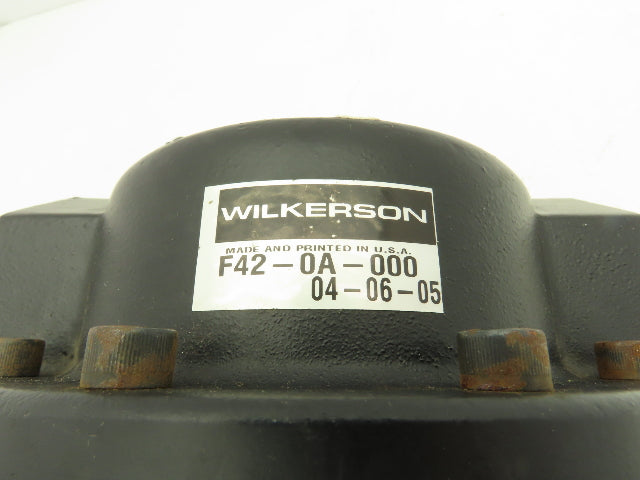 WILKERSON
MADE AND PRINTED IN U.S.A.
F42-0A-000
04-06-05